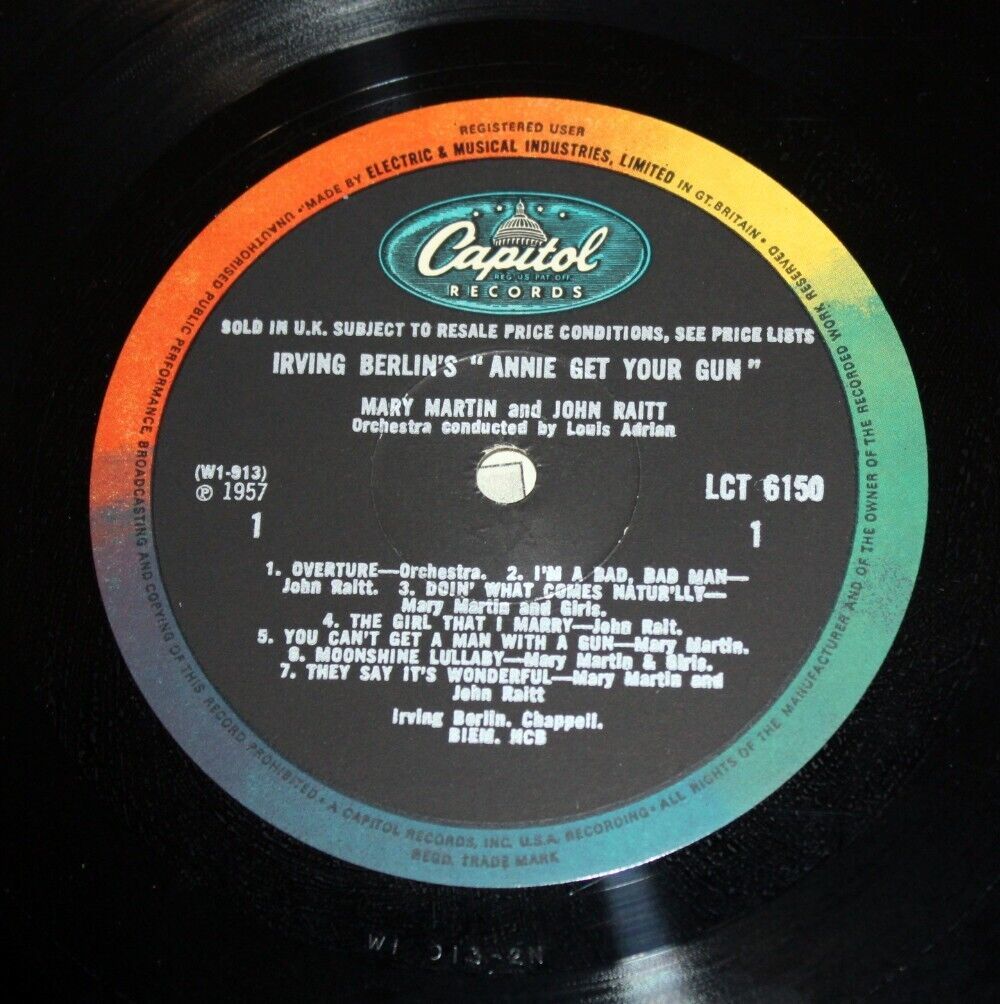 REGISTERED USER
UNAUTHORISED PUBLIC PERFORMANCE, BROADCASTING AND COPYING OF THIS RECORD PROHIBITED • A CAPITOL RECORDS, INC. U.S.A. RECORDING • ALL RIGHTS OF THE MANUFACTURER AND OF THE OWNER OF THE RECORDED WORK RESERVED •
MADE BY ELECTRIC & MUSICAL INDUSTRIES, LIMITED IN GT. BRITAIN •
Capitol
REG. US PAT. OFF.
RECORDS
SOLD IN U.K. SUBJECT TO RESALE PRICE CONDITIONS, SEE PRICE LISTS
IRVING BERLIN'S "ANNIE GET YOUR GUN"
MARY MARTIN and JOHN RAITT
Orchestra conducted by Louis Adrian
(W1-913)
℗ 1957 LCT 6150
1 1
1. OVERTURE—Orchestra. 2. I'M A BAD, BAD MAN—
John Raitt. 3. DOIN' WHAT COMES NATUR'LLY—
Mary Martin and Girls.
4. THE GIRL THAT I MARRY—John Rait.
5. YOU CAN'T GET A MAN WITH A GUN—Mary Martin.
6. MOONSHINE LULLABY—Mary Martin & Girls.
7. THEY SAY IT'S WONDERFUL—Mary Martin and
John Raitt
Irving Berlin. Chappell.
BIEM. NCB
REGD. TRADE MARK
W1 913-2N